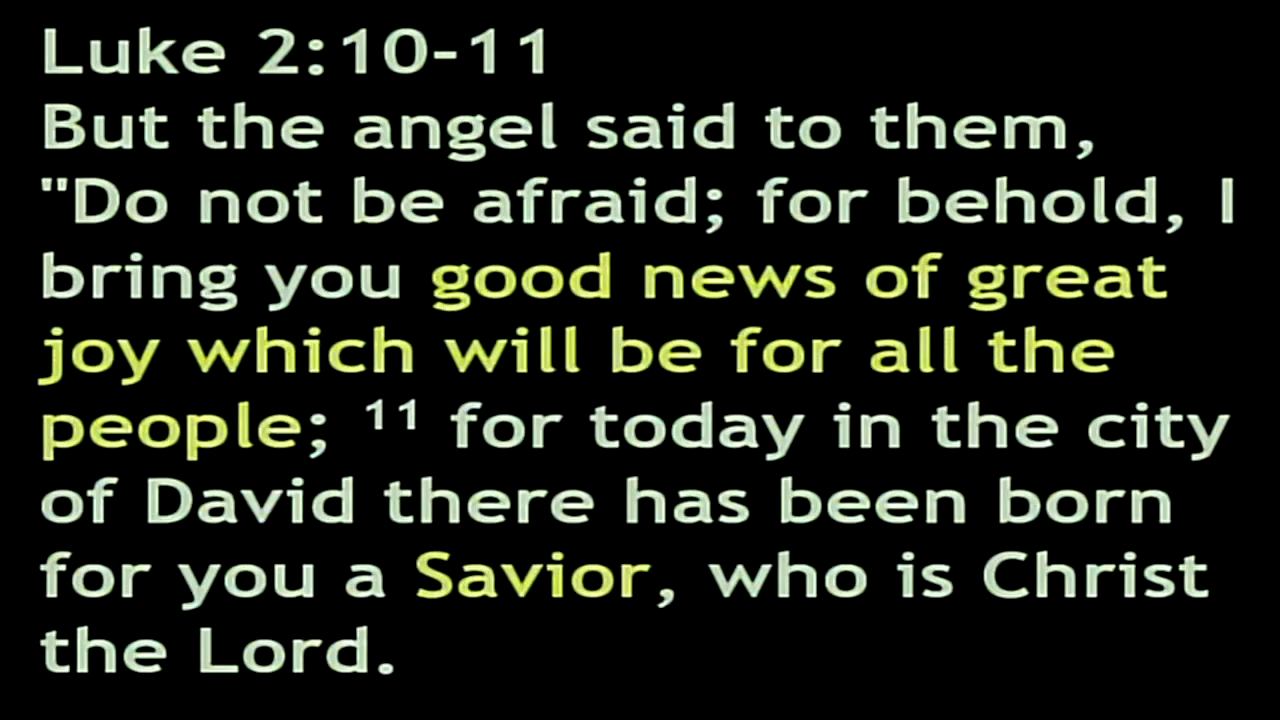 Luke 2:10-11
But the angel said to them,
"Do not be afraid; for behold, I
bring you good news of great
joy which will be for all the
people; ¹¹ for today in the city
of David there has been born
for you a Savior, who is Christ
the Lord.